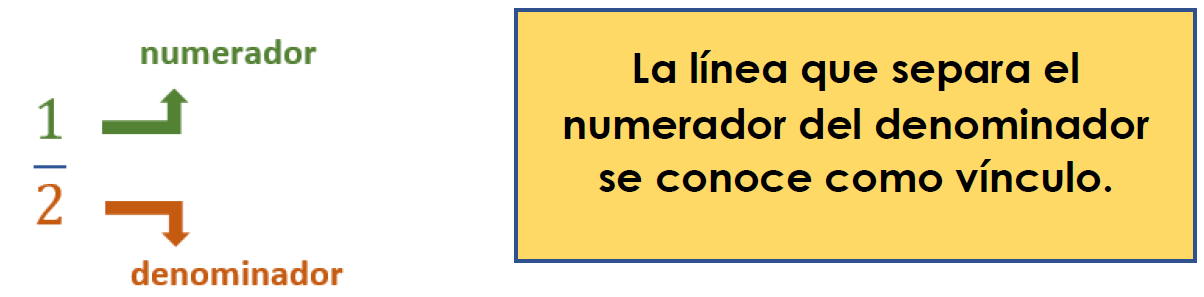 numerador
1
2
denominador
La línea que separa el
numerador del denominador
se conoce como vínculo.